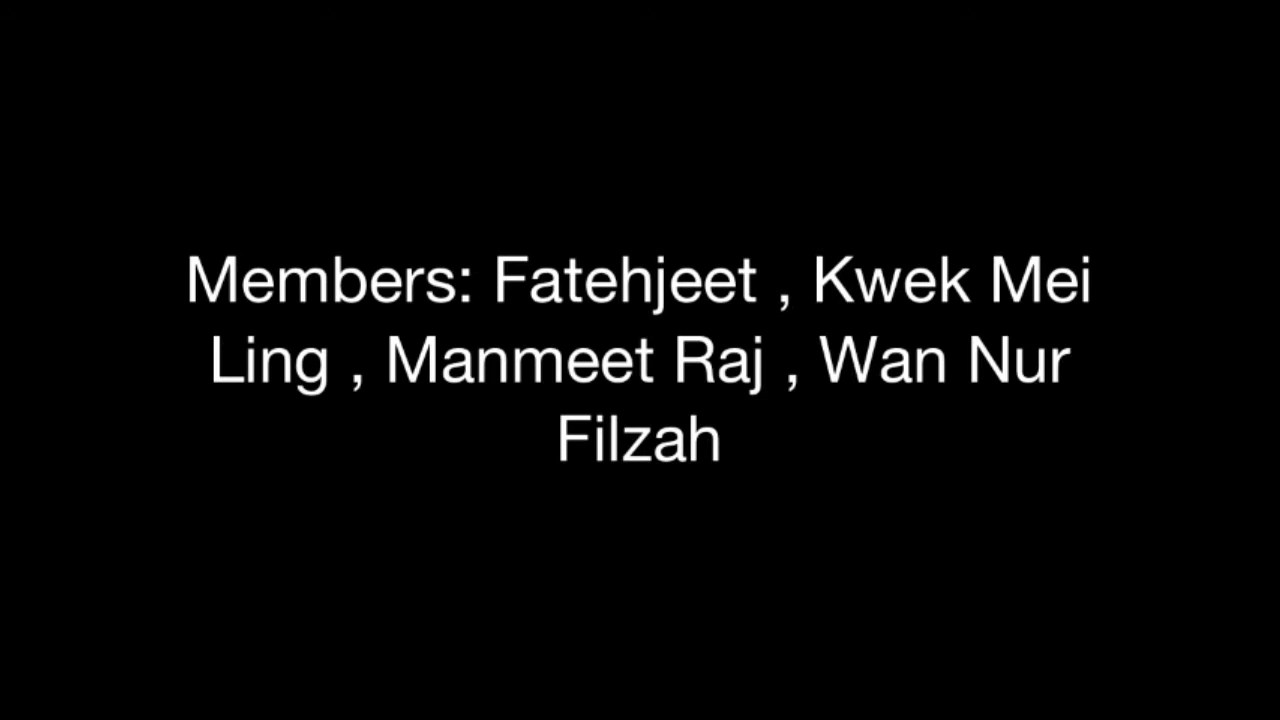 Members: Fatehjeet , Kwek Mei
Ling , Manmeet Raj , Wan Nur
Filzah